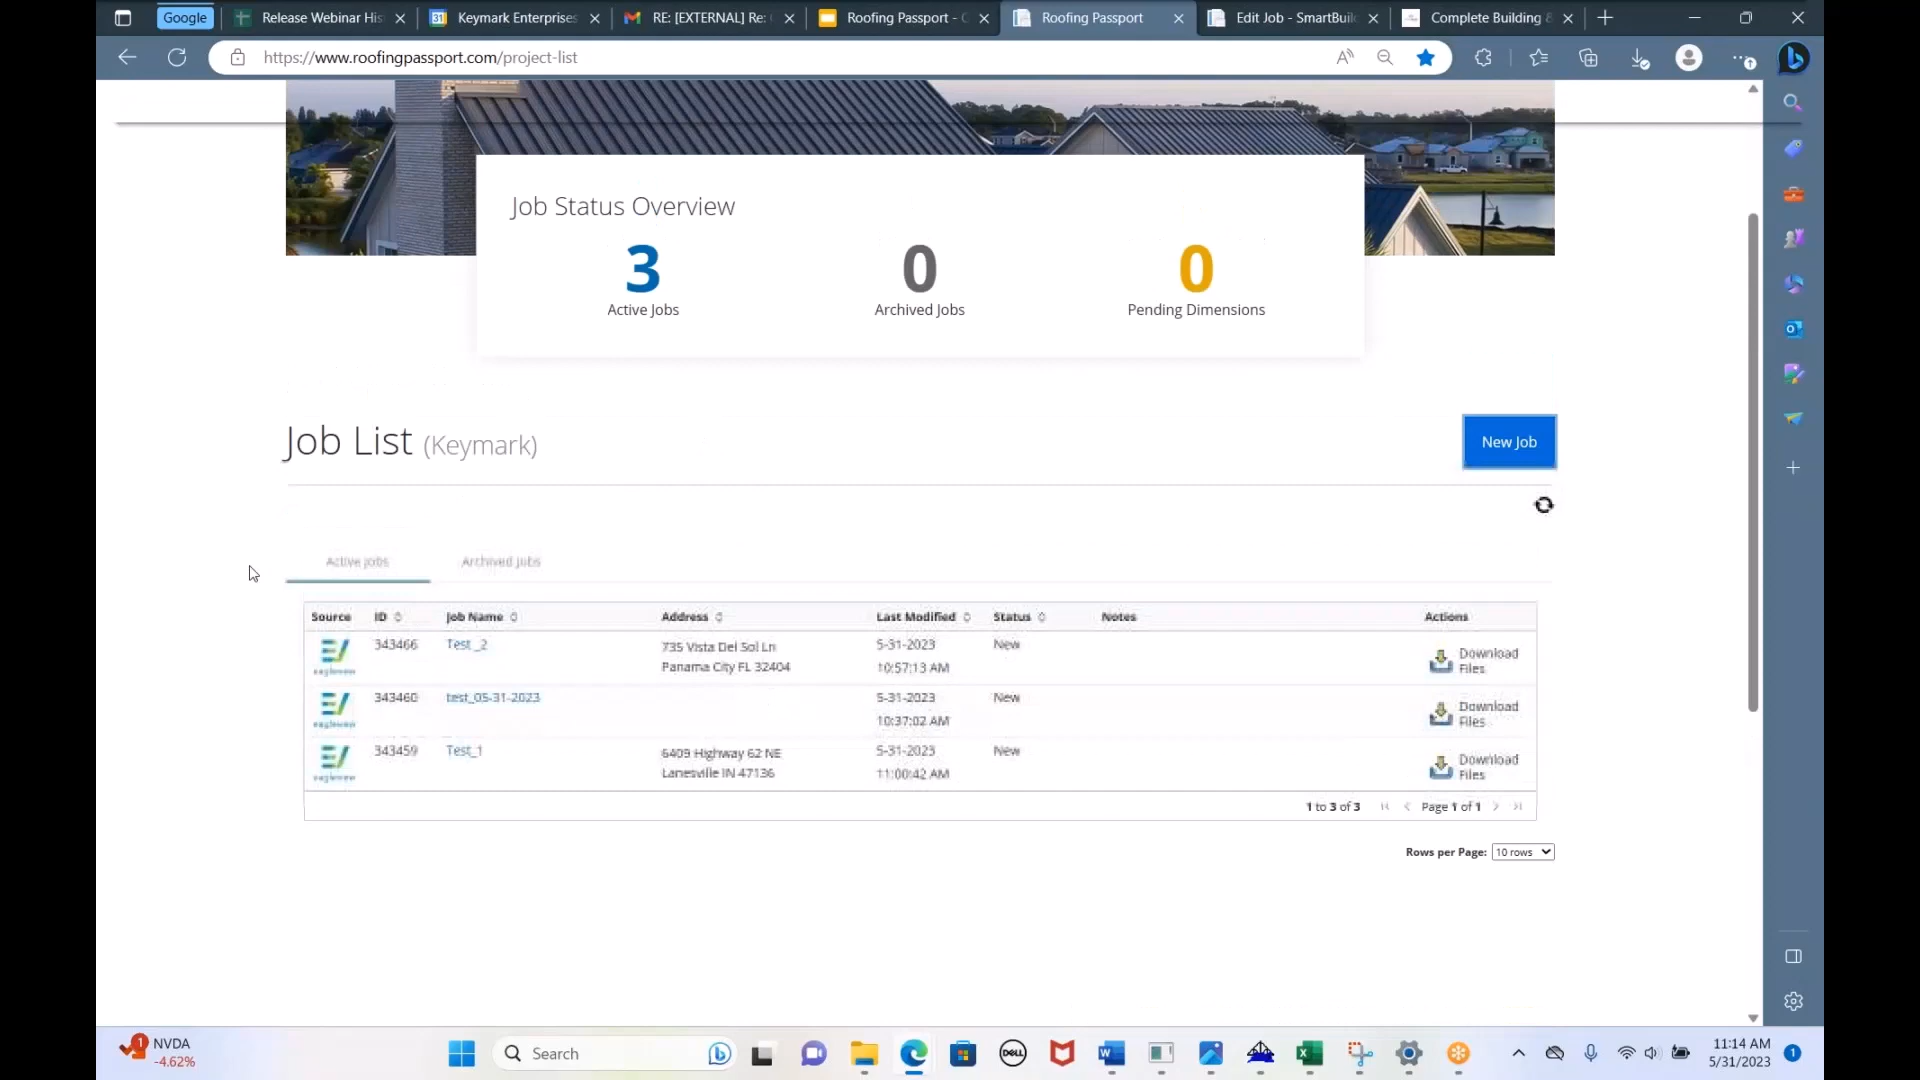 Google
Release Webinar His
Keymark Enterprises
RE: [EXTERNAL] Re: 
Roofing Passport - 
Roofing Passport
Edit Job - SmartBuil
Complete Building &
https://www.roofingpassport.com/project-list
Job Status Overview
3
0
0
Active Jobs
Archived Jobs
Pending Dimensions
Job List (Keymark)
New Job
Active Jobs
Archived Jobs
Source ID Job Name Address Last Modified Status Notes Actions
343466 Test _2 735 Vista Del Sol Ln 5-31-2023 New Download
Panama City FL 32404 10:57:13 AM Files
343460 test_05-31-2023 5-31-2023 New Download
10:37:02 AM Files
343459 Test_1 6409 Highway 62 NE 5-31-2023 New Download
Lanesville IN 47136 11:00:42 AM Files
1 to 3 of 3 Page 1 of 1
Rows per Page: 10 rows
1 NVDA
-4.62%
Search
DELL
11:14 AM
5/31/2023
1